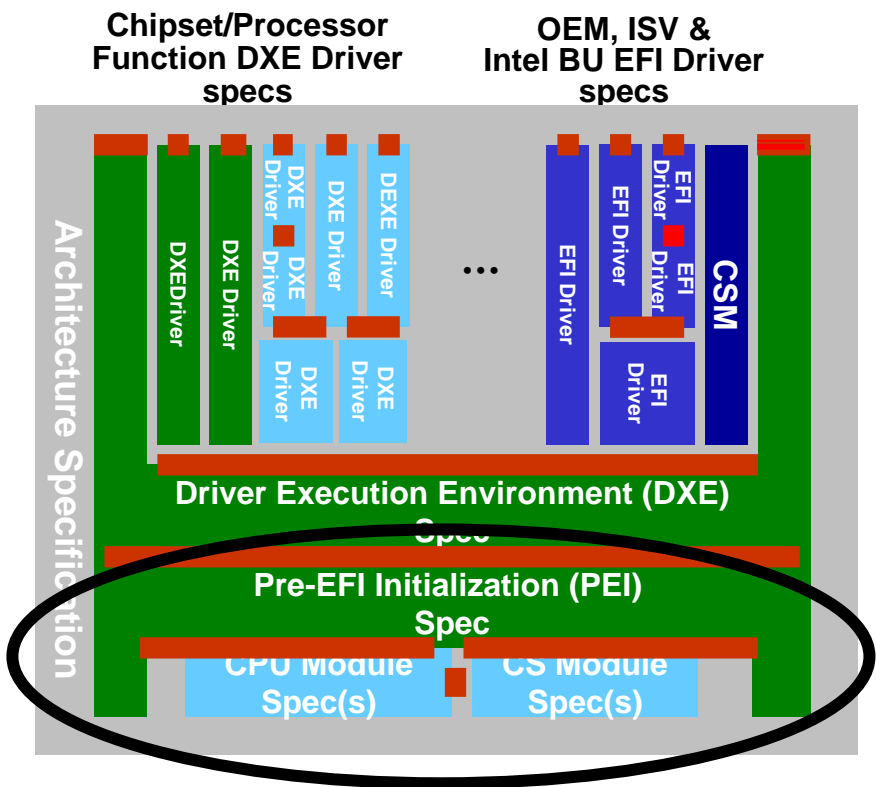 Chipset/Processor
Function DXE Driver
specs
OEM, ISV &
Intel BU EFI Driver
specs
Architecture Specification
DXEDriver
DXE Driver
DXE
Driver
DXE
Driver
DXE Driver
DEXE Driver
DXE
Driver
DXE
Driver
...
EFI Driver
EFI Driver
EFI
Driver
EFI
Driver
EFI
Driver
CSM
Driver Execution Environment (DXE)
Spec
Pre-EFI Initialization (PEI)
Spec
CPU Module
Spec(s)
CS Module
Spec(s)